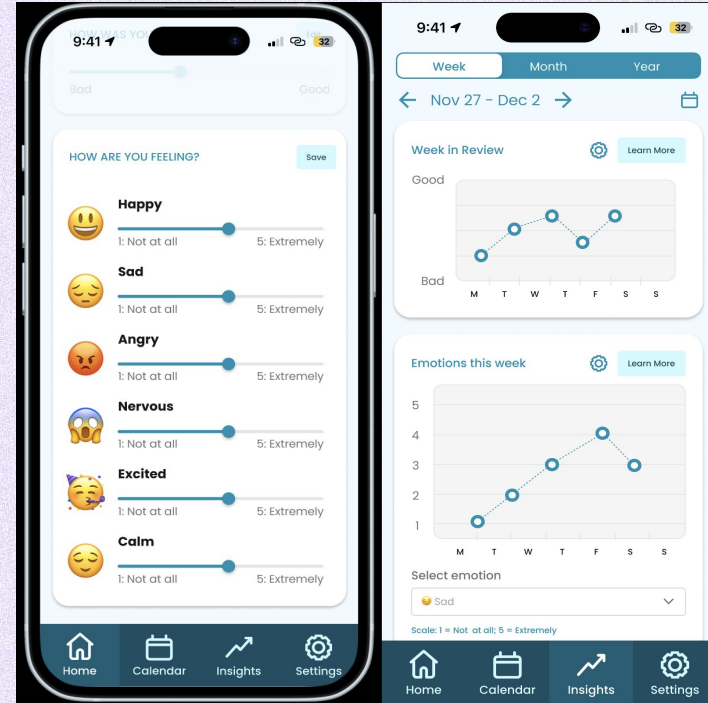 9:41
32
HOW WAS YOU
Edit
Bad Good
HOW ARE YOU FEELING?
Save
Happy
1: Not at all 5: Extremely
Sad
1: Not at all 5: Extremely
Angry
1: Not at all 5: Extremely
Nervous
1: Not at all 5: Extremely
Excited
1: Not at all 5: Extremely
Calm
1: Not at all 5: Extremely
Home Calendar Insights Settings
9:41
32
Week Month Year
Nov 27 - Dec 2
Week in Review
Learn More
Good
Bad
M T W T F S S
Emotions this week
Learn More
5
4
3
2
1
M T W T F S S
Select emotion
Sad
Scale: 1 = Not at all; 5 = Extremely
Home Calendar Insights Settings